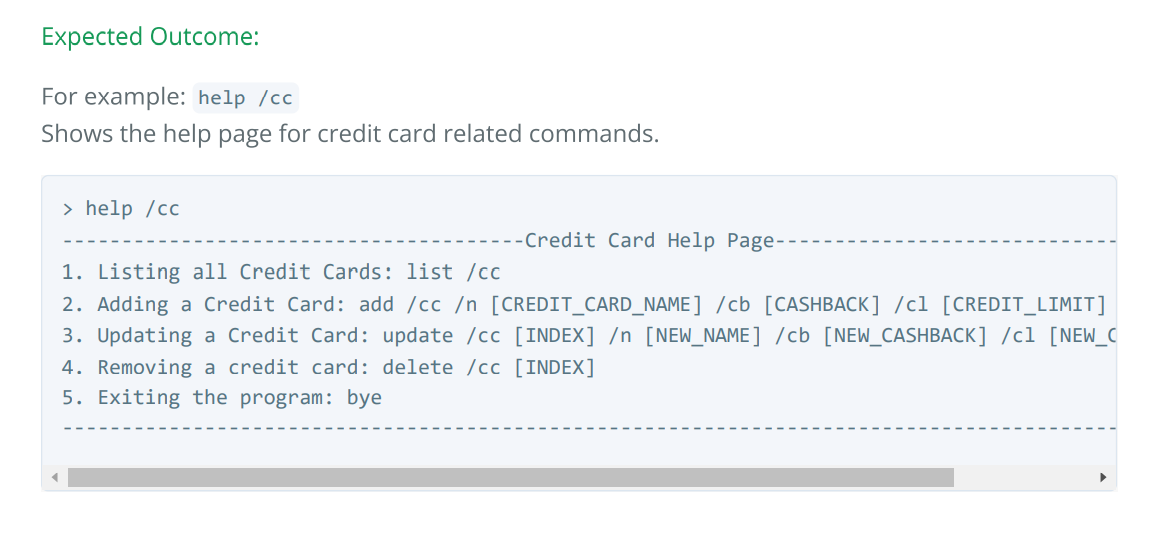 Expected Outcome:
For example: help /cc
Shows the help page for credit card related commands.
> help /cc
---------------------------------------Credit Card Help Page-----------------------------
1. Listing all Credit Cards: list /cc
2. Adding a Credit Card: add /cc /n [CREDIT_CARD_NAME] /cb [CASHBACK] /cl [CREDIT_LIMIT]
3. Updating a Credit Card: update /cc [INDEX] /n [NEW_NAME] /cb [NEW_CASHBACK] /cl [NEW_C
4. Removing a credit card: delete /cc [INDEX]
5. Exiting the program: bye
-----------------------------------------------------------------------------------------